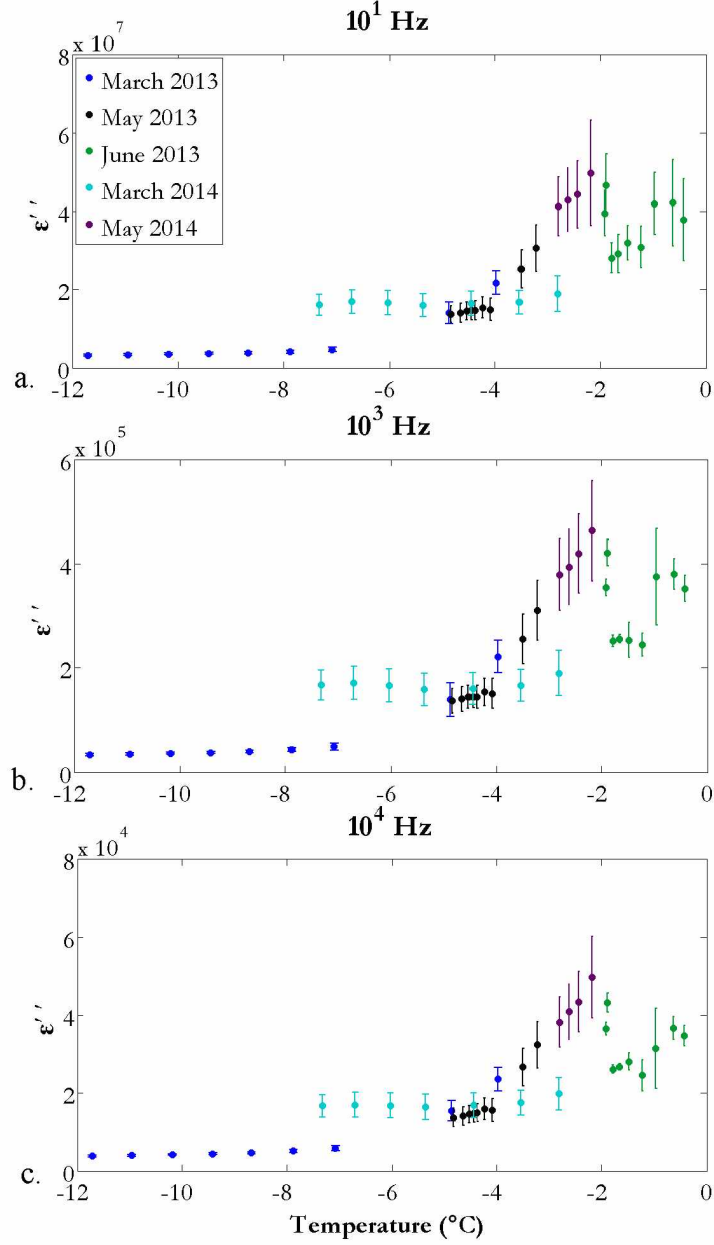 10¹ Hz
x 10⁷
8
6
4
2
0
ε′′
March 2013
May 2013
June 2013
March 2014
May 2014
a.
-12 -10 -8 -6 -4 -2 0
10³ Hz
x 10⁵
6
4
2
0
ε′′
b.
-12 -10 -8 -6 -4 -2 0
10⁴ Hz
x 10⁴
8
6
4
2
0
ε′′
c.
-12 -10 -8 -6 -4 -2 0
Temperature (°C)